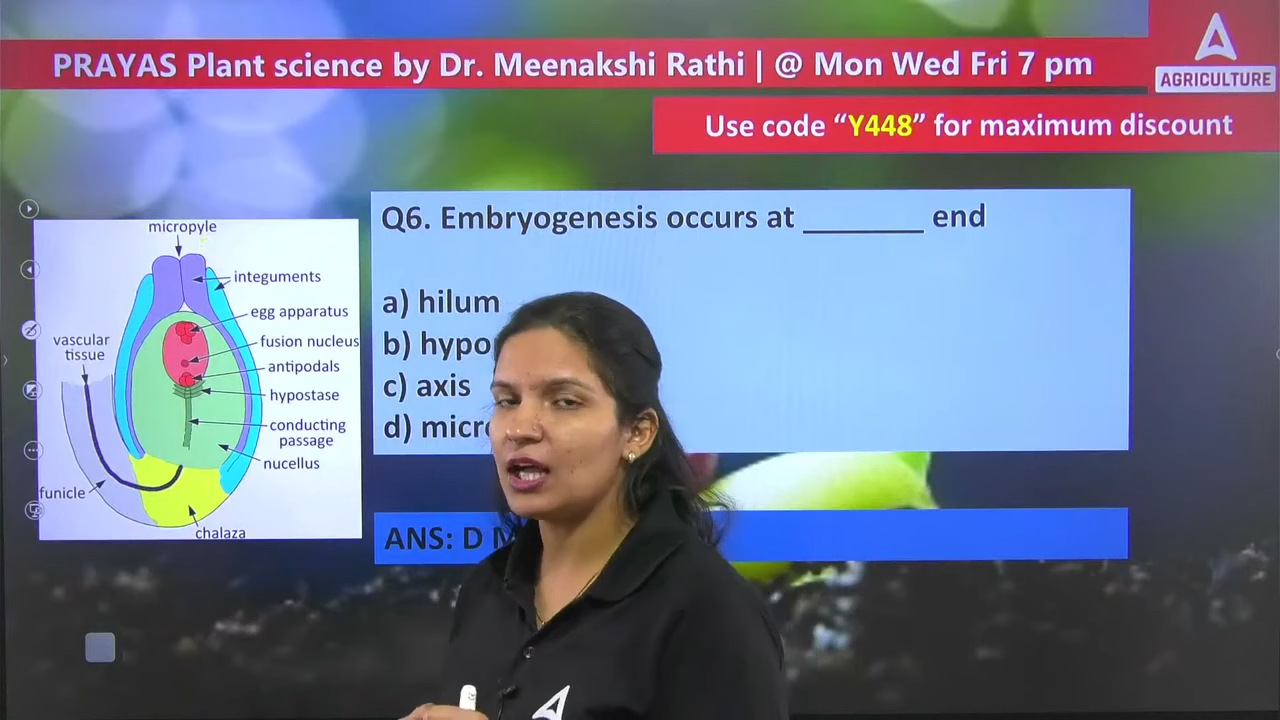 PRAYAS Plant science by Dr. Meenakshi Rathi | @ Mon Wed Fri 7 pm
AGRICULTURE
Use code “Y448” for maximum discount
micropyle
integuments
egg apparatus
fusion nucleus
vascular
tissue
antipodals
hypostase
conducting
passage
nucellus
funicle
chalaza
Q6. Embryogenesis occurs at _______ end
a) hilum
b) hypo
c) axis
d) micr
ANS: D M